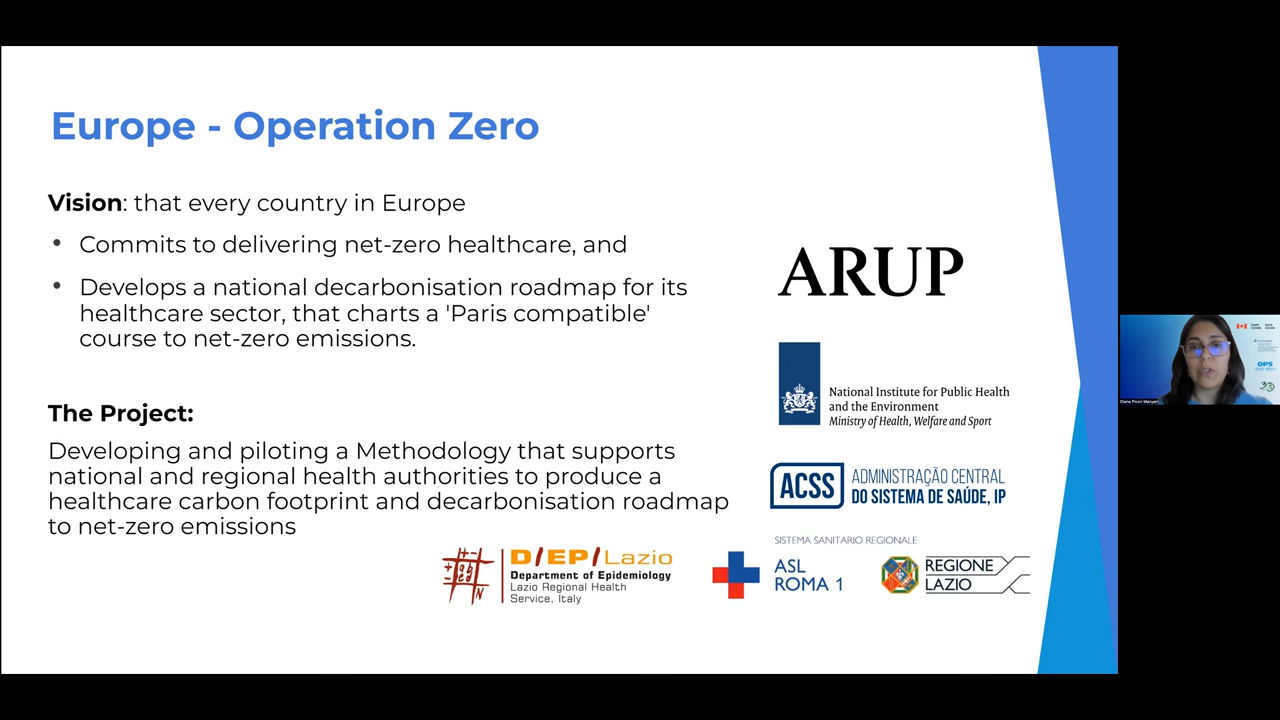 Europe - Operation Zero
Vision: that every country in Europe
• Commits to delivering net-zero healthcare, and
• Develops a national decarbonisation roadmap for its
healthcare sector, that charts a 'Paris compatible'
course to net-zero emissions.
The Project:
Developing and piloting a Methodology that supports
national and regional health authorities to produce a
healthcare carbon footprint and decarbonisation roadmap
to net-zero emissions
ARUP
National Institute for Public Health
and the Environment
Ministry of Health, Welfare and Sport
ACSS
ADMINISTRAÇÃO CENTRAL
DO SISTEMA DE SAÚDE, IP
D/EP/Lazio
Department of Epidemiology
Lazio Regional Health
Service, Italy
SISTEMA SANITARIO REGIONALE
ASL
ROMA 1
REGIONE
LAZIO
OPS